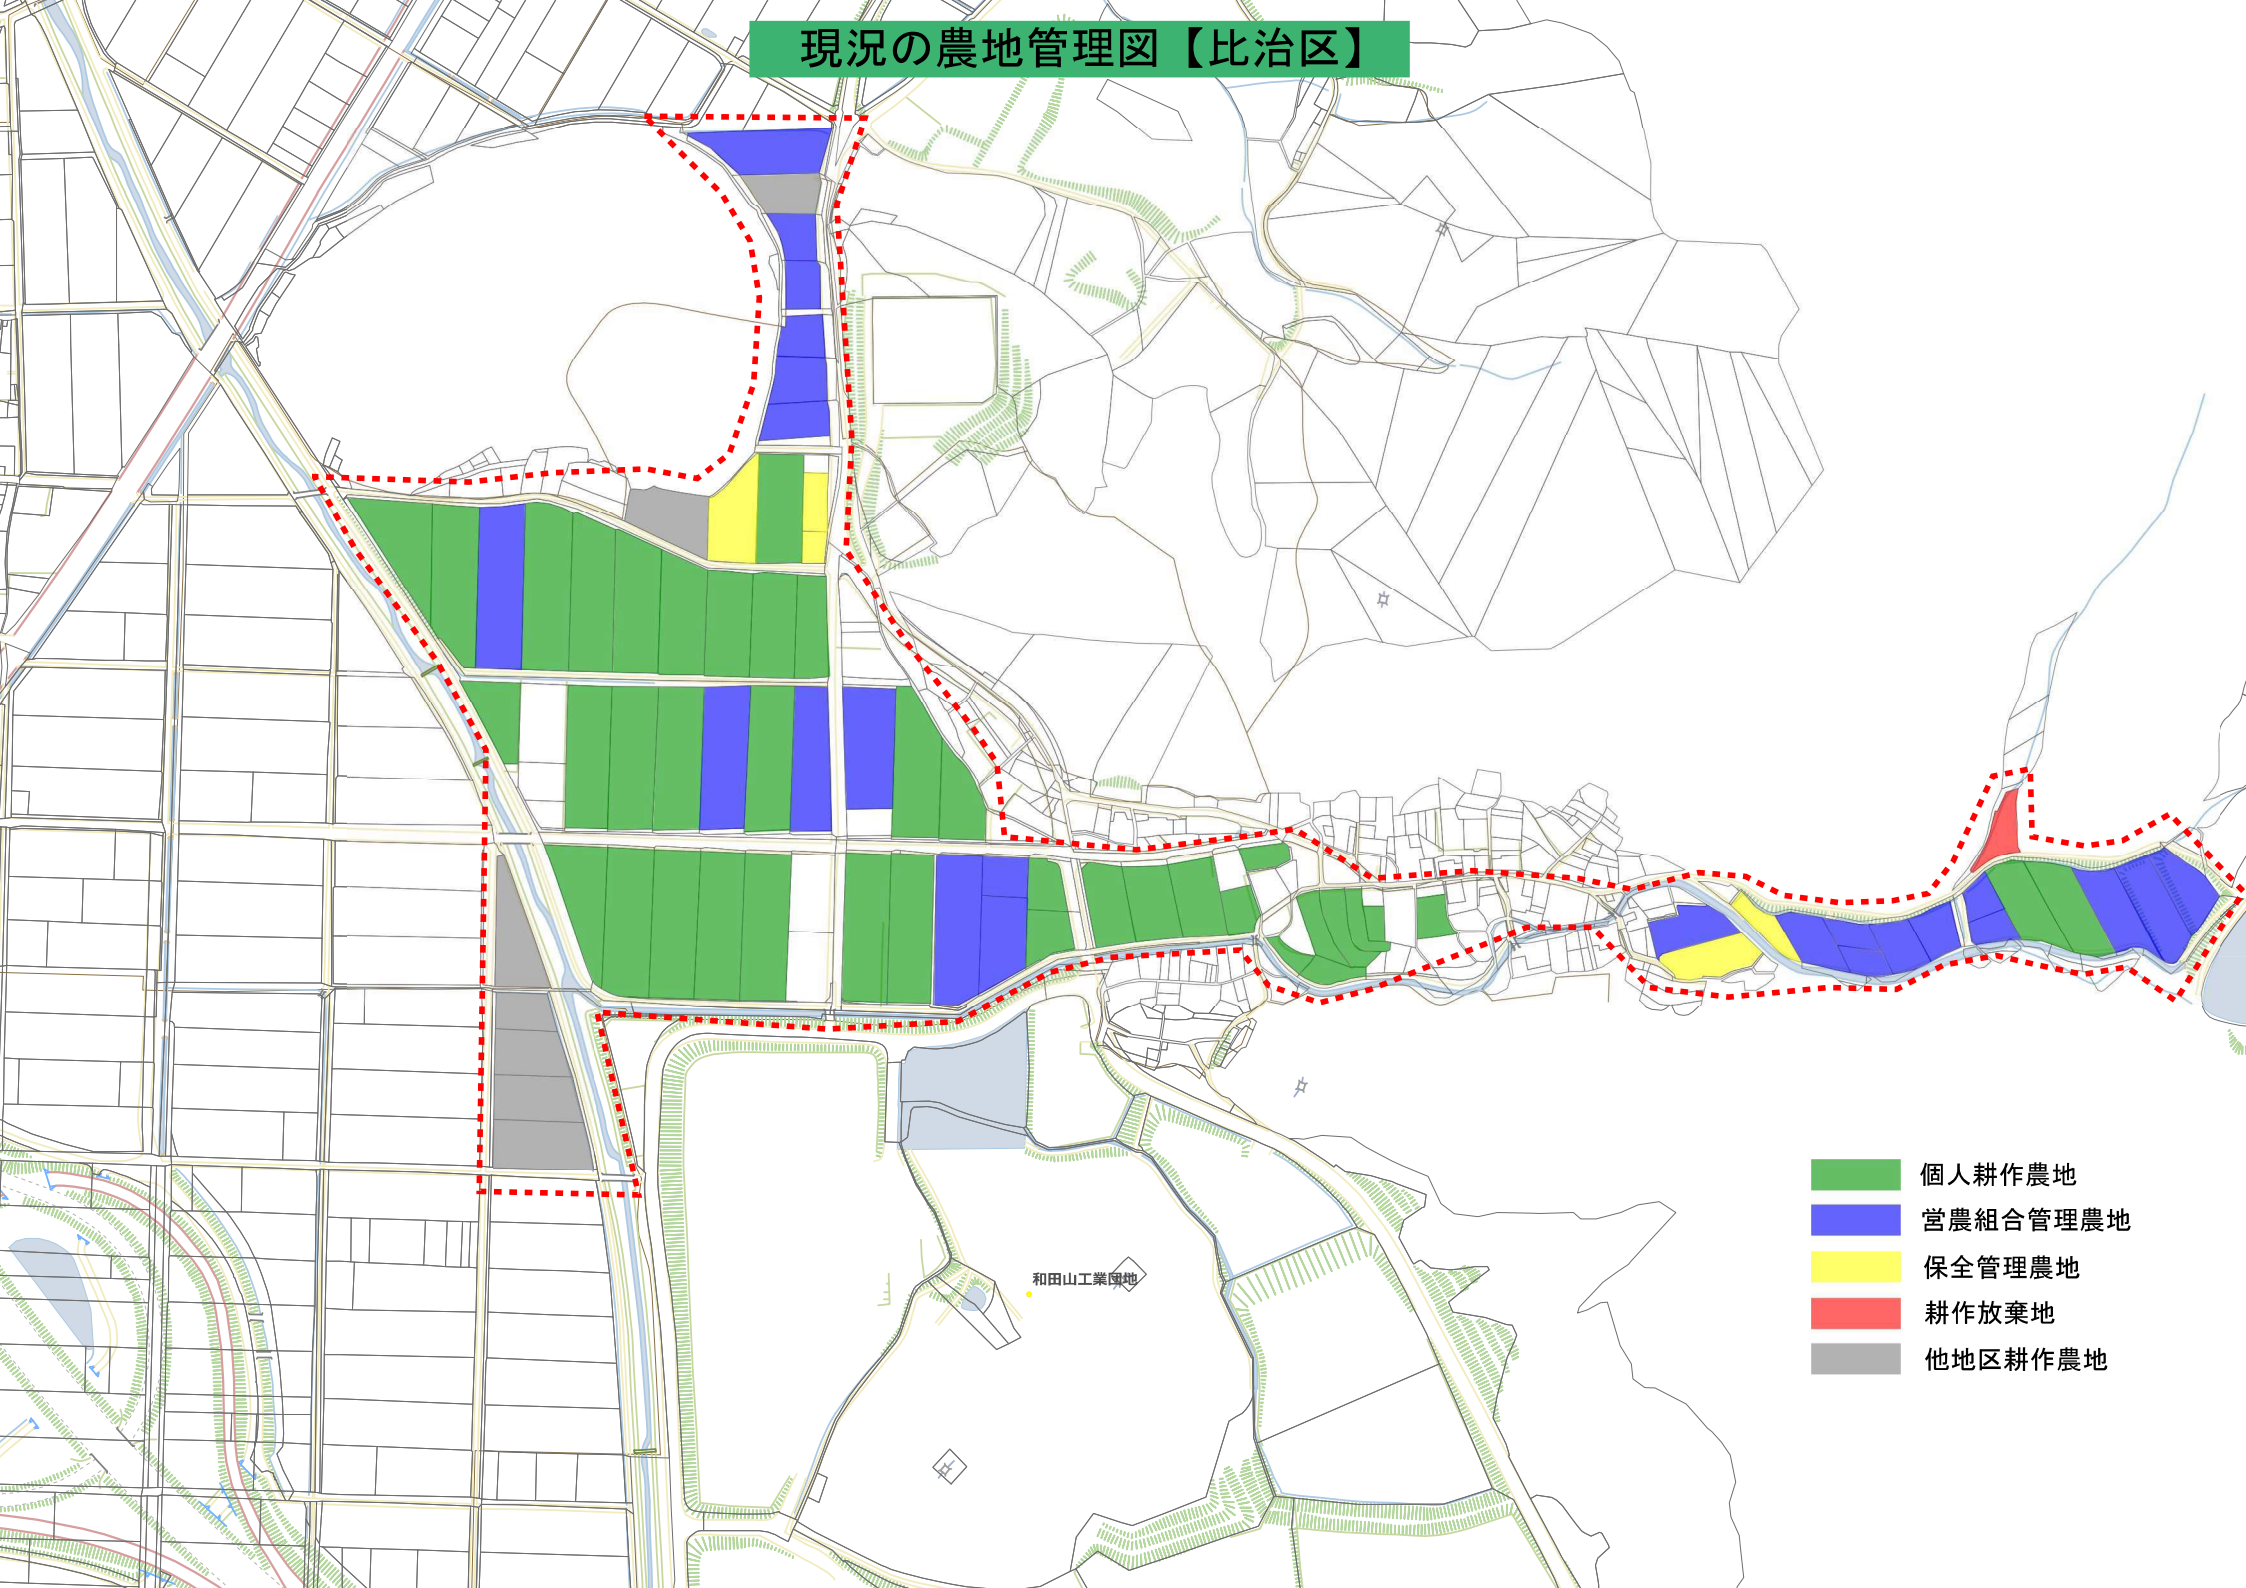 現況の農地管理図【比治区】
和田山工業団地
個人耕作農地
営農組合管理農地
保全管理農地
耕作放棄地
他地区耕作農地